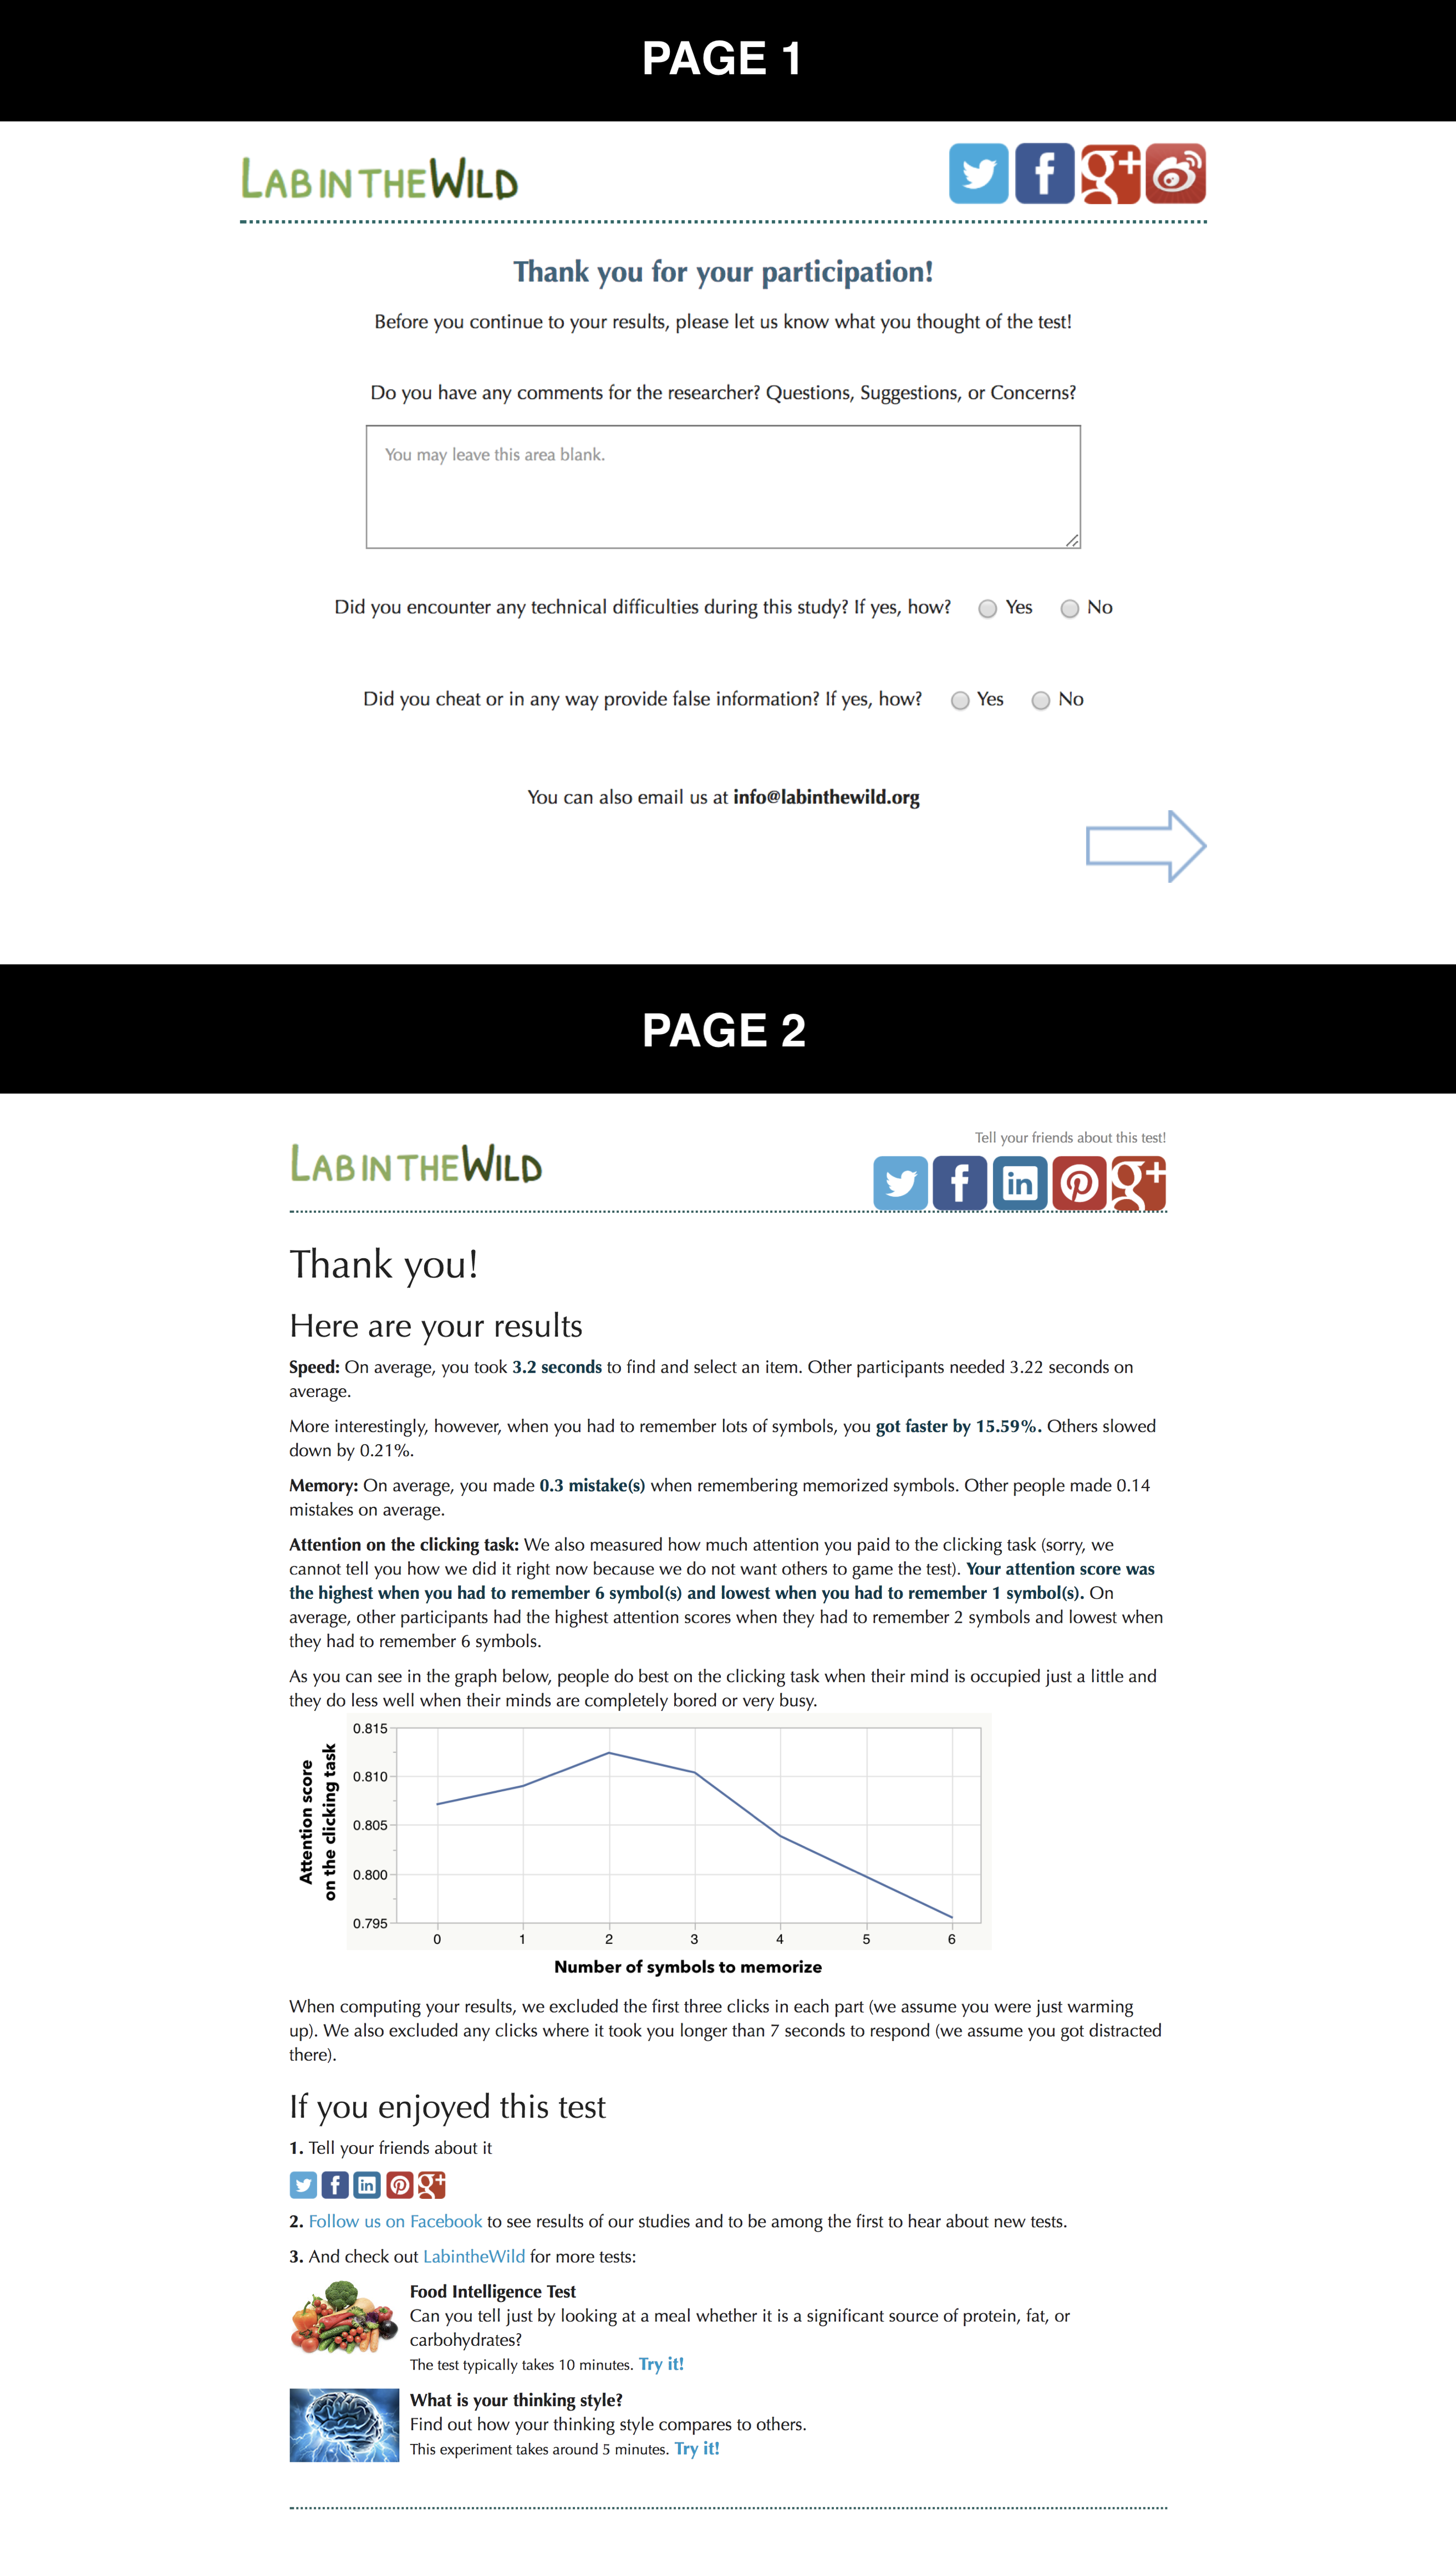 PAGE 1
LAB IN THE WILD
Thank you for your participation!
Before you continue to your results, please let us know what you thought of the test!
Do you have any comments for the researcher? Questions, Suggestions, or Concerns?
You may leave this area blank.
Did you encounter any technical difficulties during this study? If yes, how? Yes No
Did you cheat or in any way provide false information? If yes, how? Yes No
You can also email us at info@labinthewild.org
PAGE 2
Tell your friends about this test!
LAB IN THE WILD
Thank you!
Here are your results
Speed: On average, you took 3.2 seconds to find and select an item. Other participants needed 3.22 seconds on
average.
More interestingly, however, when you had to remember lots of symbols, you got faster by 15.59%. Others slowed
down by 0.21%.
Memory: On average, you made 0.3 mistake(s) when remembering memorized symbols. Other people made 0.14
mistakes on average.
Attention on the clicking task: We also measured how much attention you paid to the clicking task (sorry, we
cannot tell you how we did it right now because we do not want others to game the test). Your attention score was
the highest when you had to remember 6 symbol(s) and lowest when you had to remember 1 symbol(s). On
average, other participants had the highest attention scores when they had to remember 2 symbols and lowest when
they had to remember 6 symbols.
As you can see in the graph below, people do best on the clicking task when their mind is occupied just a little and
they do less well when their minds are completely bored or very busy.
Attention score
on the clicking task
0.815
0.810
0.805
0.800
0.795
0 1 2 3 4 5 6
Number of symbols to memorize
When computing your results, we excluded the first three clicks in each part (we assume you were just warming
up). We also excluded any clicks where it took you longer than 7 seconds to respond (we assume you got distracted
there).
If you enjoyed this test
1. Tell your friends about it
2. Follow us on Facebook to see results of our studies and to be among the first to hear about new tests.
3. And check out LabintheWild for more tests:
Food Intelligence Test
Can you tell just by looking at a meal whether it is a significant source of protein, fat, or
carbohydrates?
The test typically takes 10 minutes. Try it!
What is your thinking style?
Find out how your thinking style compares to others.
This experiment takes around 5 minutes. Try it!